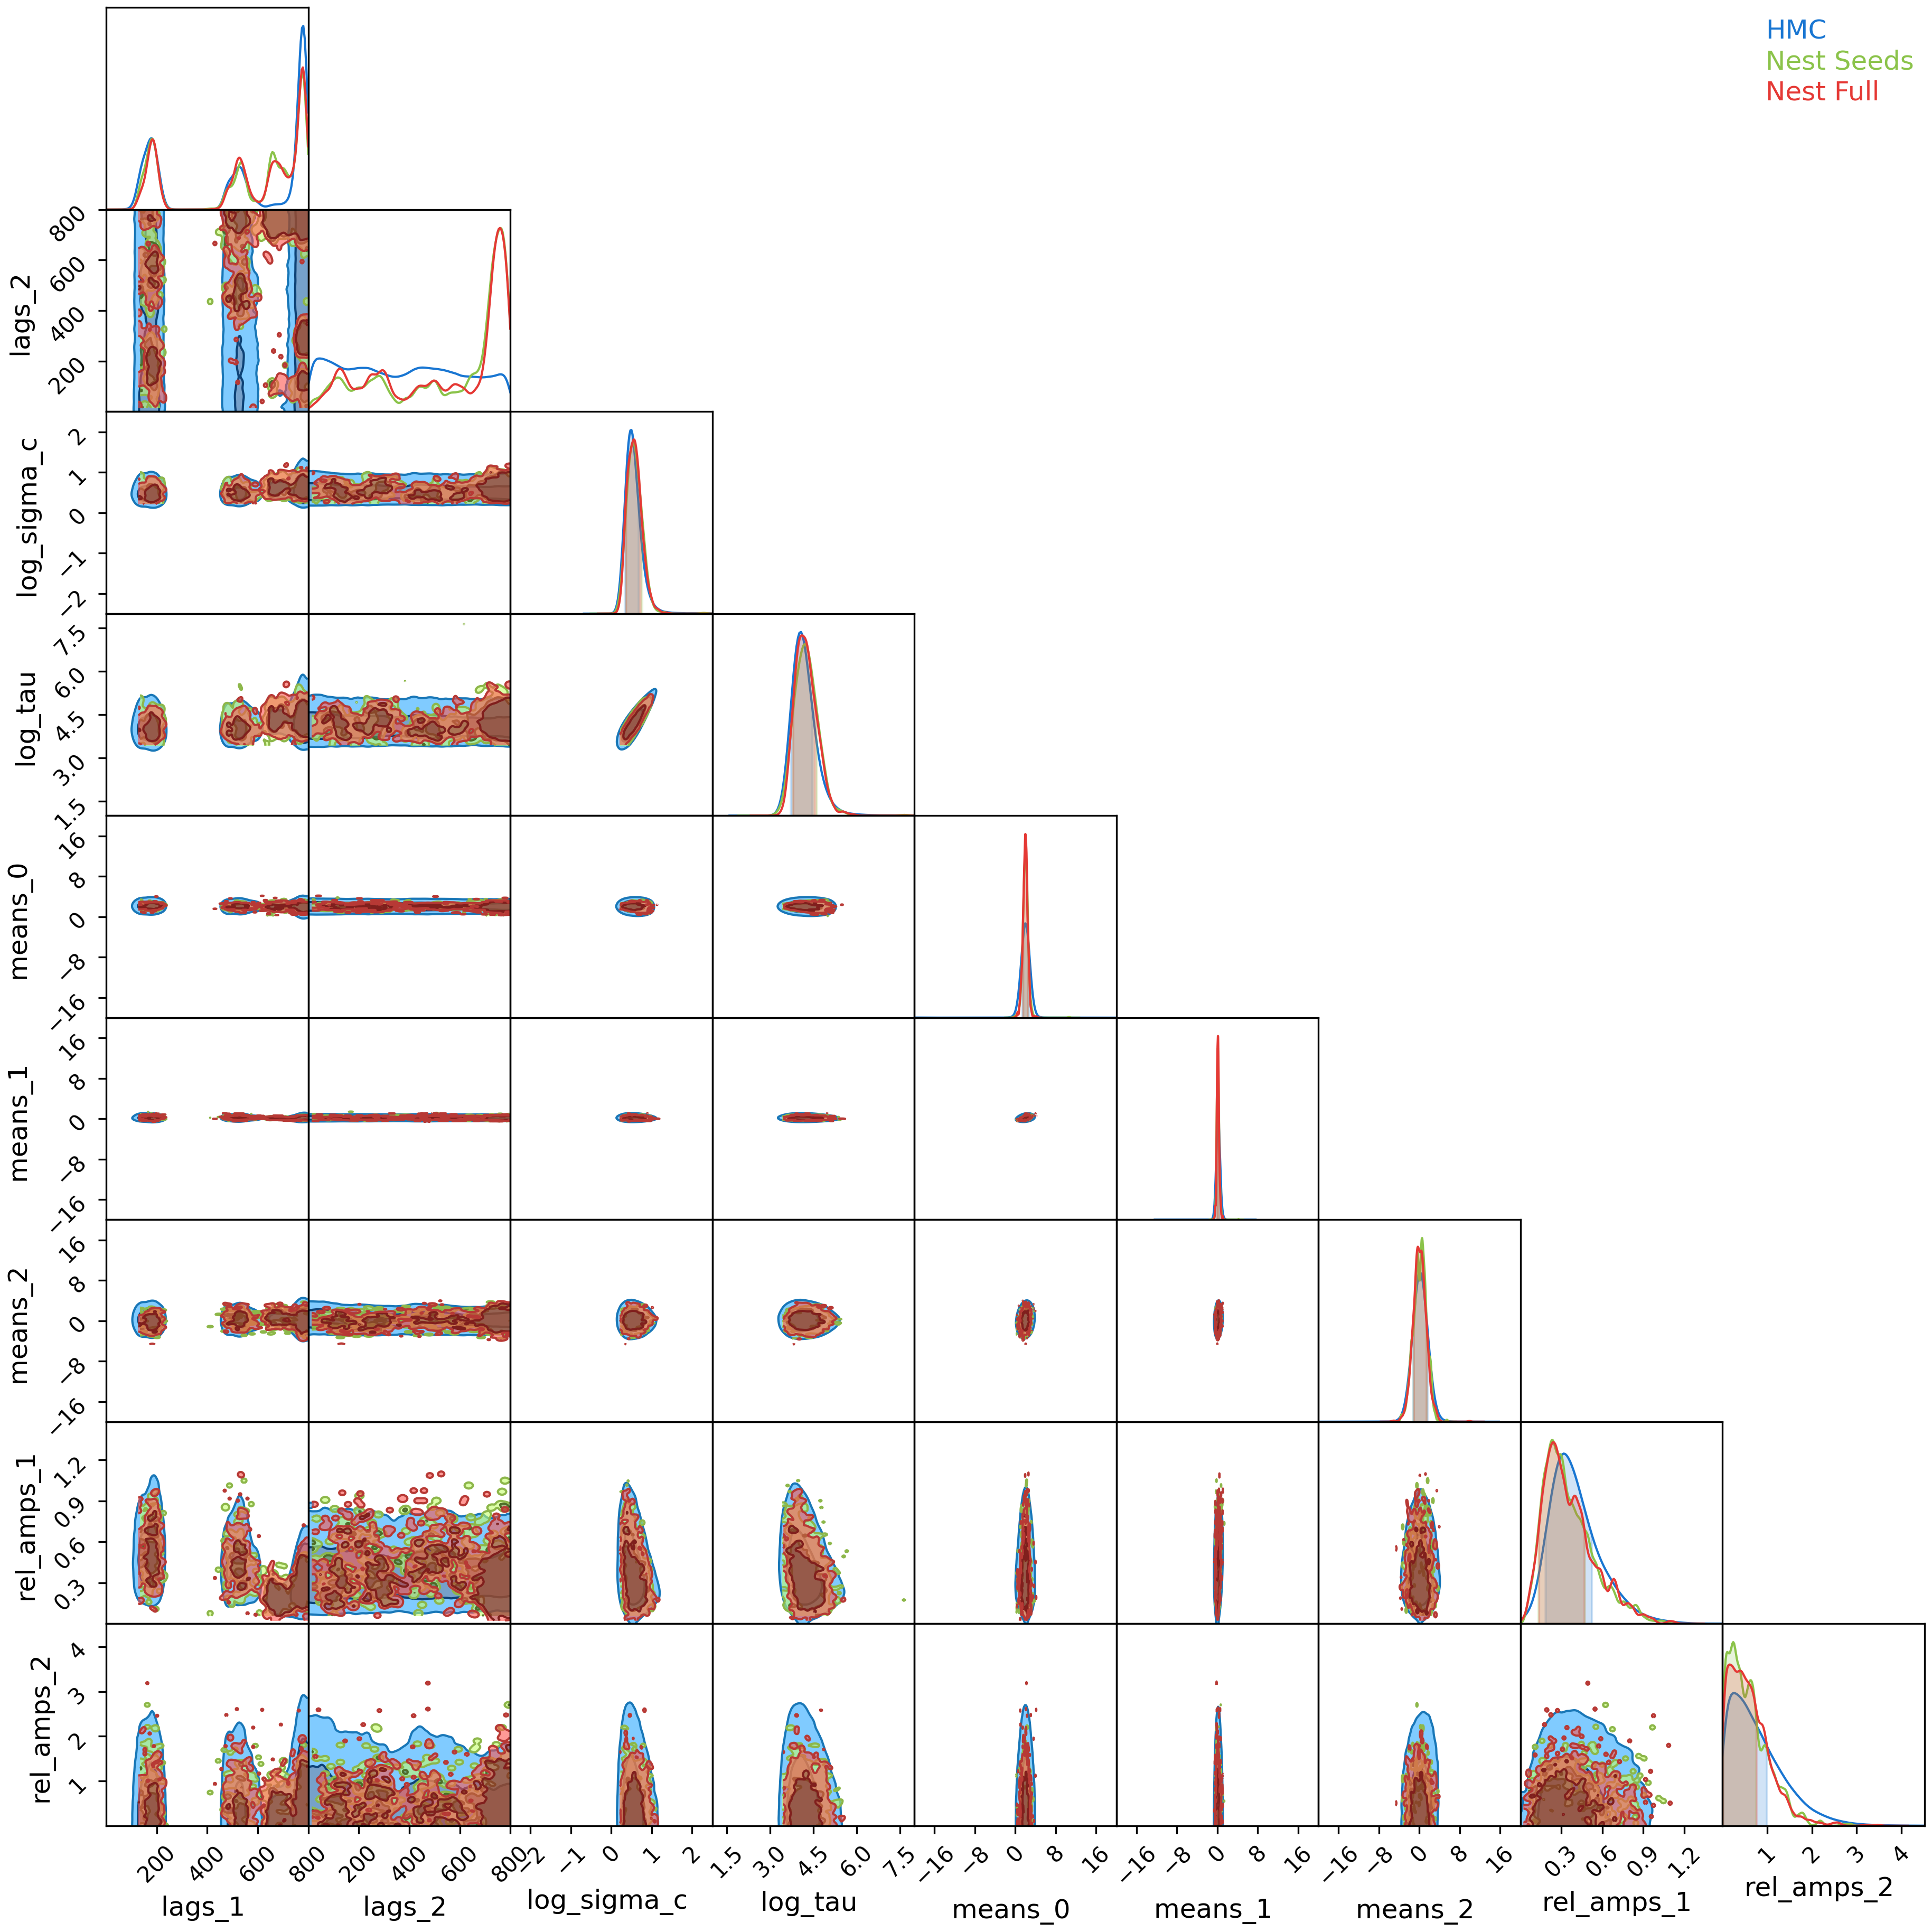 HMC
Nest Seeds
Nest Full
lags_2
800
600
400
200
log_sigma_c
2
1
0
−1
−2
log_tau
7.5
6.0
4.5
3.0
1.5
means_0
16
8
0
−8
−16
means_1
16
8
0
−8
−16
means_2
16
8
0
−8
−16
rel_amps_1
1.2
0.9
0.6
0.3
rel_amps_2
4
3
2
1
200 400 600 800 200 400 600 800 −2 −1 0 1 2 1.5 3.0 4.5 6.0 7.5 −16 −8 0 8 16 −16 −8 0 8 16 −16 −8 0 8 16 0.3 0.6 0.9 1.2 1 2 3 4
lags_1 lags_2 log_sigma_c log_tau means_0 means_1 means_2 rel_amps_1 rel_amps_2